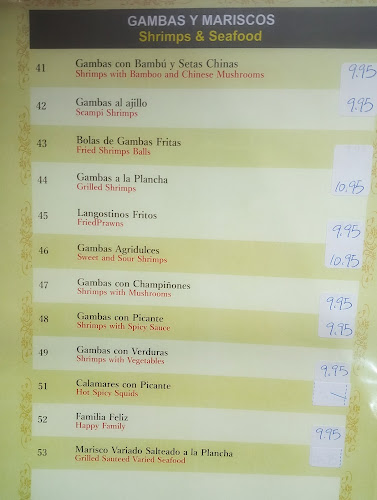 GAMBAS Y MARISCOS
Shrimps & Seafood
41 Gambas con Bambú y Setas Chinas 9.95
Shrimps with Bamboo and Chinese Mushrooms
42 Gambas al ajillo 9.95
Scampi Shrimps
43 Bolas de Gambas Fritas
Fried Shrimps Balls
44 Gambas a la Plancha 10.95
Grilled Shrimps
45 Langostinos Fritos 9.95
FriedPrawns
46 Gambas Agridulces 10.95
Sweet and Sour Shrimps
47 Gambas con Champiñones 9.95
Shrimps with Mushrooms
48 Gambas con Picante 9.95
Shrimps with Spicy Sauce
49 Gambas con Verduras 9.95
Shrimps with Vegetables
51 Calamares con Picante
Hot Spicy Squids
52 Familia Feliz 9.95
Happy Family
53 Marisco Variado Salteado a la Plancha
Grilled Sauteed Varied Seafood